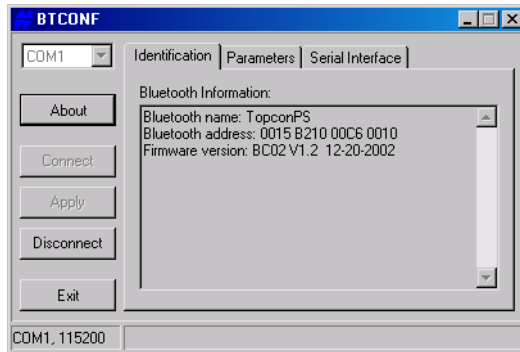 BTCONF
COM1
Identification
Parameters
Serial Interface
About
Connect
Apply
Disconnect
Exit
Bluetooth Information:
Bluetooth name: TopconPS
Bluetooth address: 0015 B210 00C6 0010
Firmware version: BC02 V1.2 12-20-2002
COM1, 115200